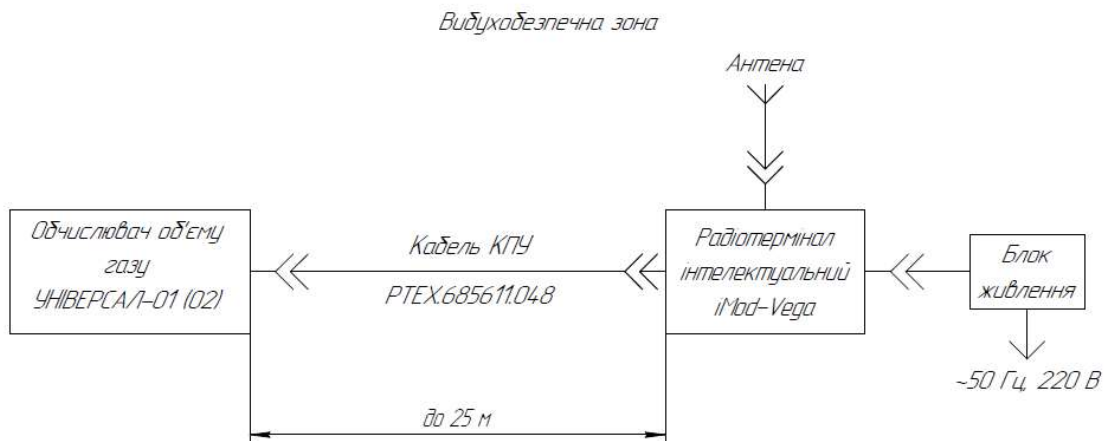 Вибухобезпечна зона
Антена
Обчислювач об'єму
газу
УНІВЕРСАЛ-01 (02)
Кабель КПУ
РТЕХ.685611.048
Радіотермінал
інтелектуальний
iMod-Vega
Блок
живлення
~50 Гц, 220 В
до 25 м